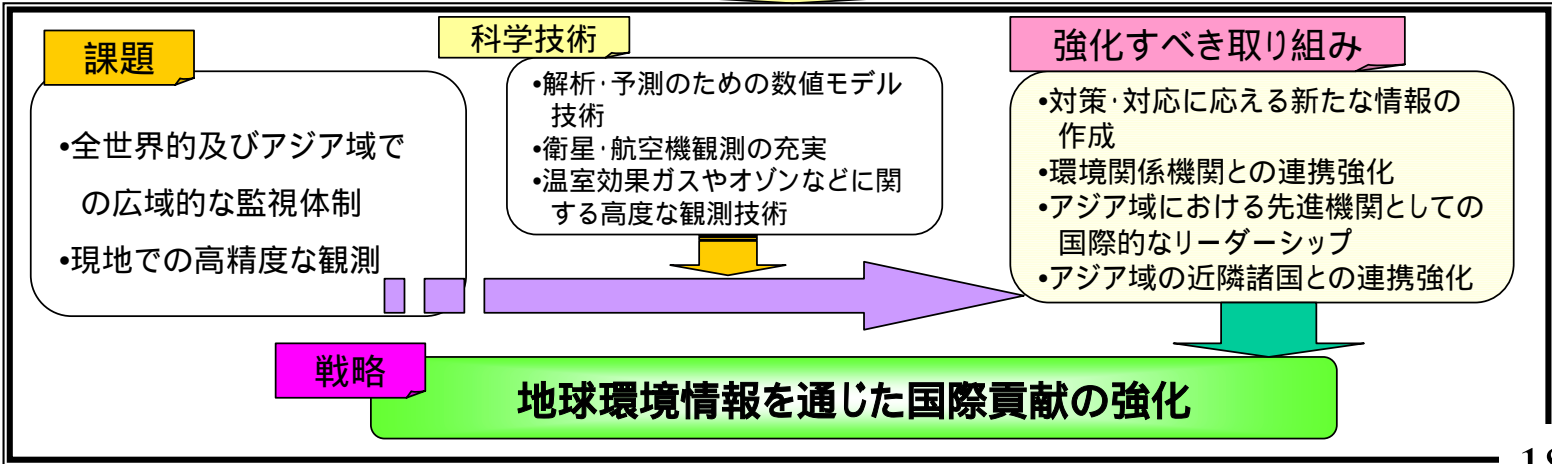 課題
•全世界的及びアジア域で
の広域的な監視体制
•現地での高精度な観測
科学技術
•解析・予測のための数値モデル
技術
•衛星・航空機観測の充実
•温室効果ガスやオゾンなどに関
する高度な観測技術
強化すべき取り組み
•対策・対応に応える新たな情報の
作成
•環境関係機関との連携強化
•アジア域における先進機関としての
国際的なリーダーシップ
•アジア域の近隣諸国との連携強化
戦略
地球環境情報を通じた国際貢献の強化